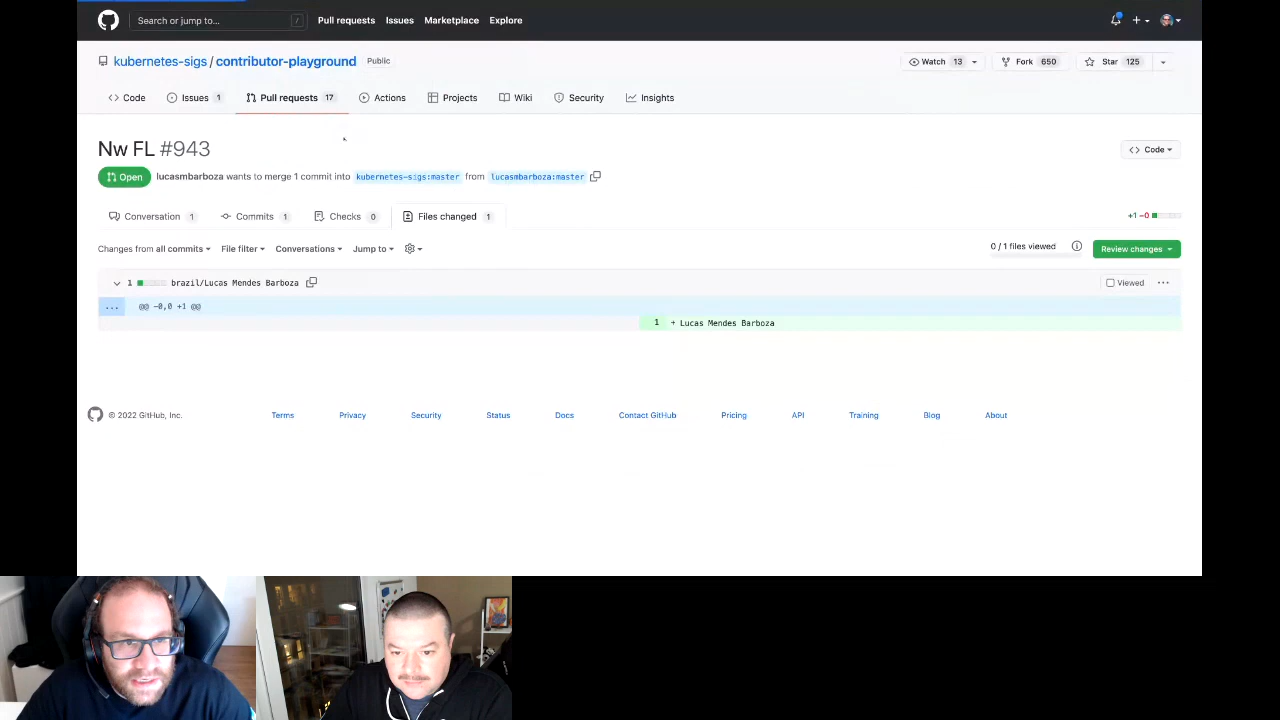 Search or jump to... /
Pull requests Issues Marketplace Explore
kubernetes-sigs / contributor-playground Public
Watch 13 Fork 650 Star 125
Code Issues 1 Pull requests 17 Actions Projects Wiki Security Insights
Nw FL #943
Code
Open lucasmbarboza wants to merge 1 commit into kubernetes-sigs:master from lucasmbarboza:master
Conversation 1 Commits 1 Checks 0 Files changed 1
+1 −0
Changes from all commits File filter Conversations Jump to
0 / 1 files viewed Review changes
1 brazil/Lucas Mendes Barboza Viewed ...
... @@ -0,0 +1 @@
1 + Lucas Mendes Barboza
© 2022 GitHub, Inc. Terms Privacy Security Status Docs Contact GitHub Pricing API Training Blog About